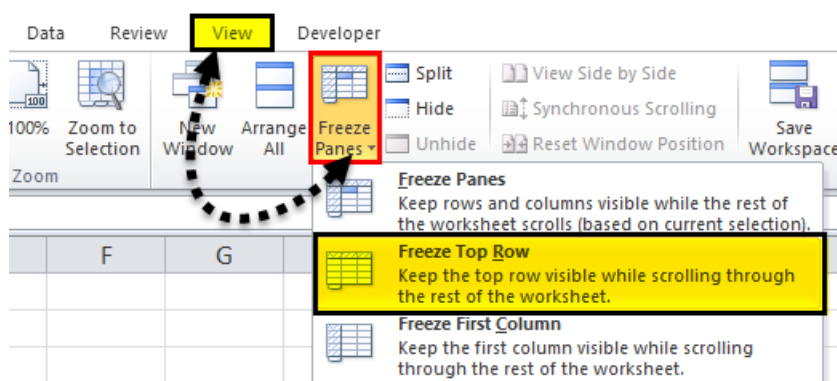 Data Review View Developer
Split View Side by Side
100
Hide Synchronous Scrolling
100% Zoom to New Arrange Freeze Unhide Reset Window Position Save
Selection Window All Panes Workspace
Zoom
Freeze Panes
Keep rows and columns visible while the rest of
the worksheet scrolls (based on current selection).
F G
Freeze Top Row
Keep the top row visible while scrolling through
the rest of the worksheet.
Freeze First Column
Keep the first column visible while scrolling
through the rest of the worksheet.